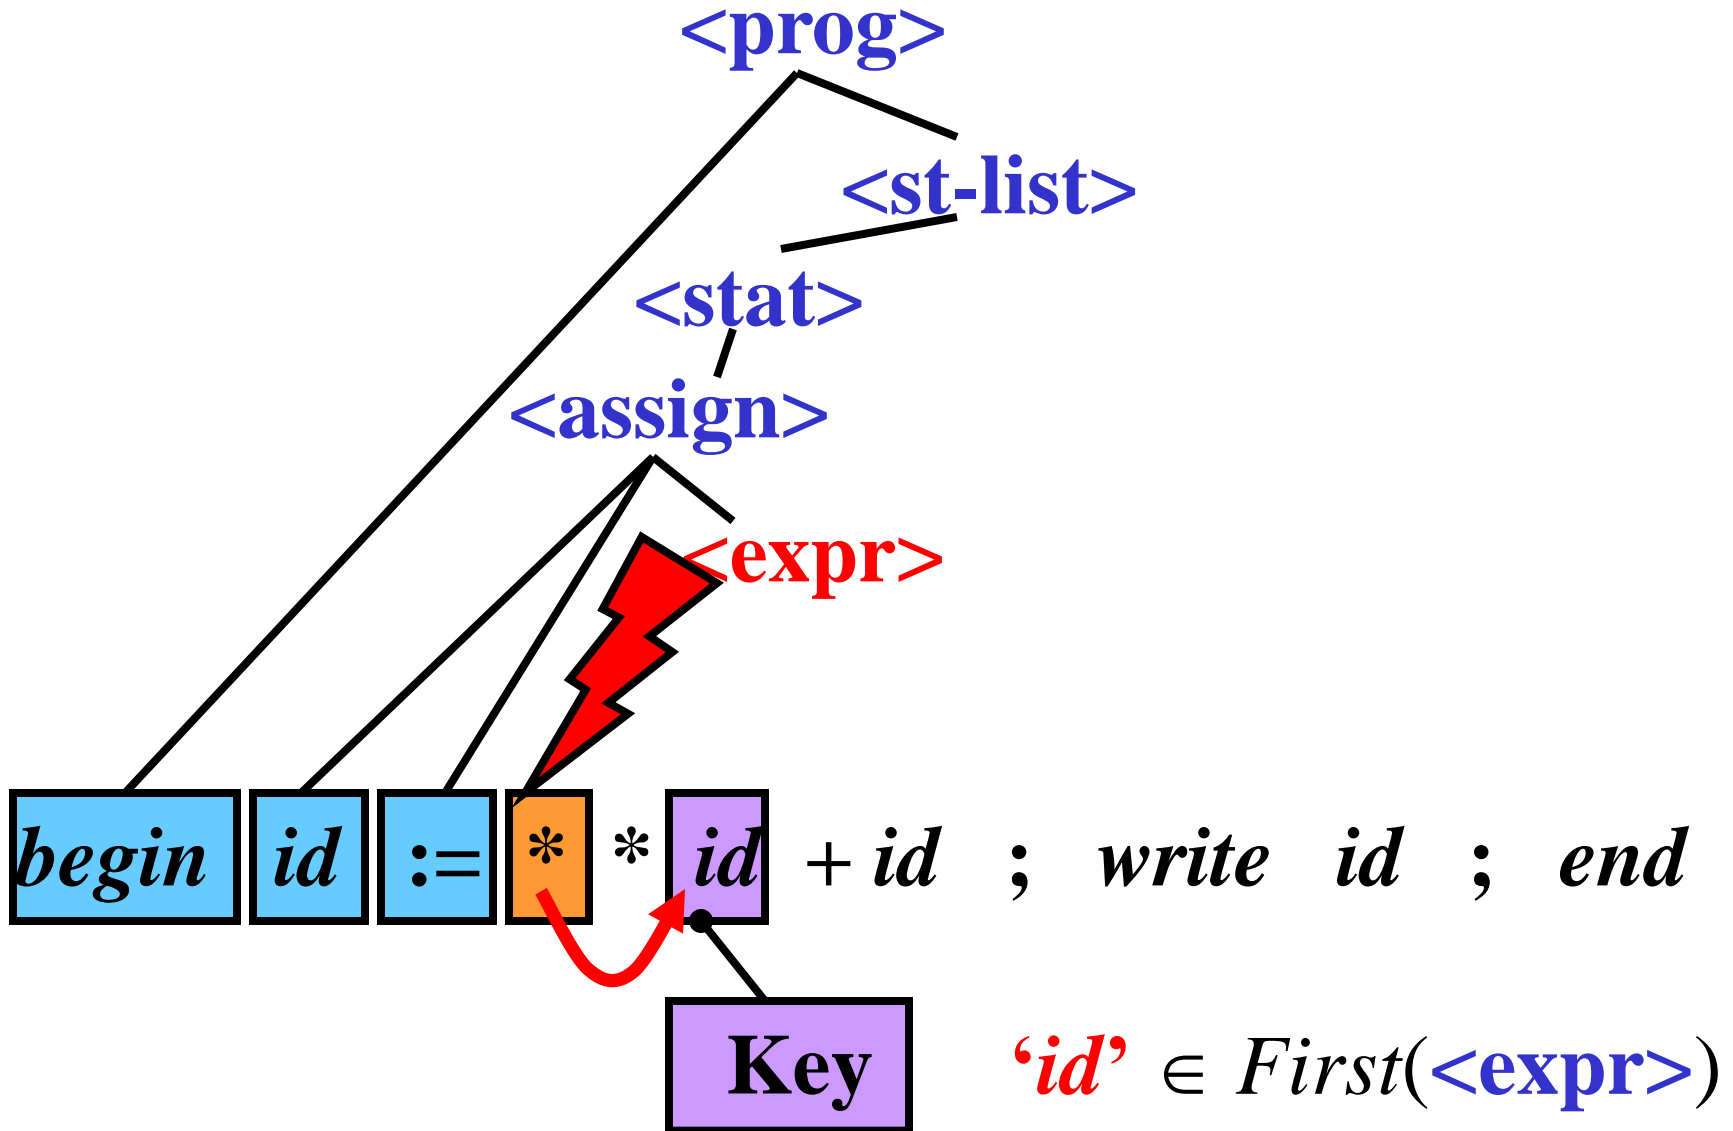 <prog>
<st-list>
<stat>
<assign>
<expr>
begin id := * * id + id ; write id ; end
Key ‘id’ ∈ First(<expr>)